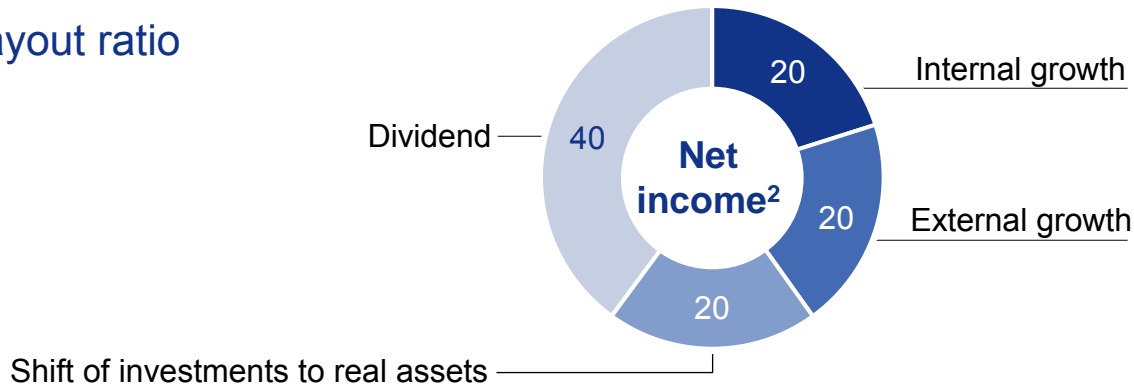 ayout ratio
20
Internal growth
Dividend
40
Net
income²
20
External growth
20
Shift of investments to real assets